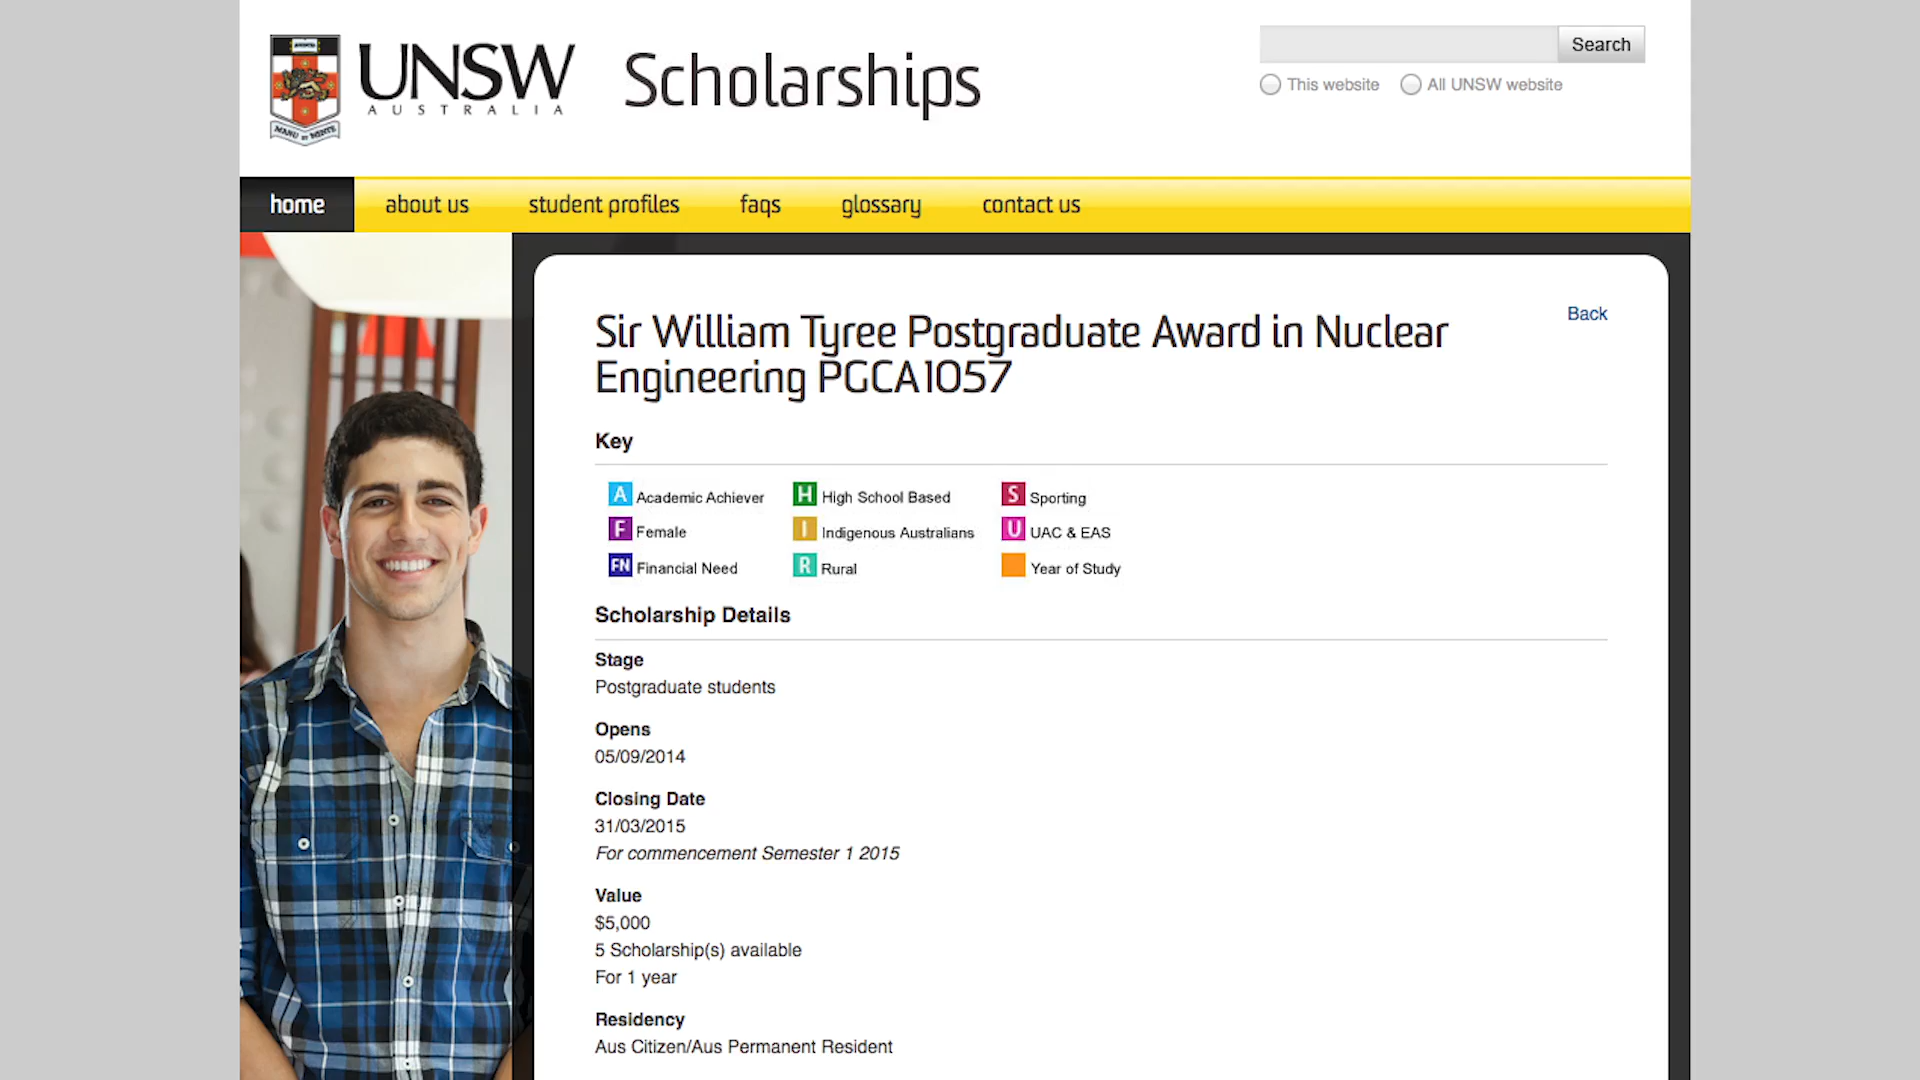 UNSW
AUSTRALIA
MANU ET MENTE
Scholarships
Search
This website All UNSW website
home about us student profiles faqs glossary contact us
Back
Sir William Tyree Postgraduate Award in Nuclear
Engineering PGCA1057
Key
A Academic Achiever H High School Based S Sporting
F Female I Indigenous Australians U UAC & EAS
FN Financial Need R Rural Year of Study
Scholarship Details
Stage
Postgraduate students
Opens
05/09/2014
Closing Date
31/03/2015
For commencement Semester 1 2015
Value
$5,000
5 Scholarship(s) available
For 1 year
Residency
Aus Citizen/Aus Permanent Resident